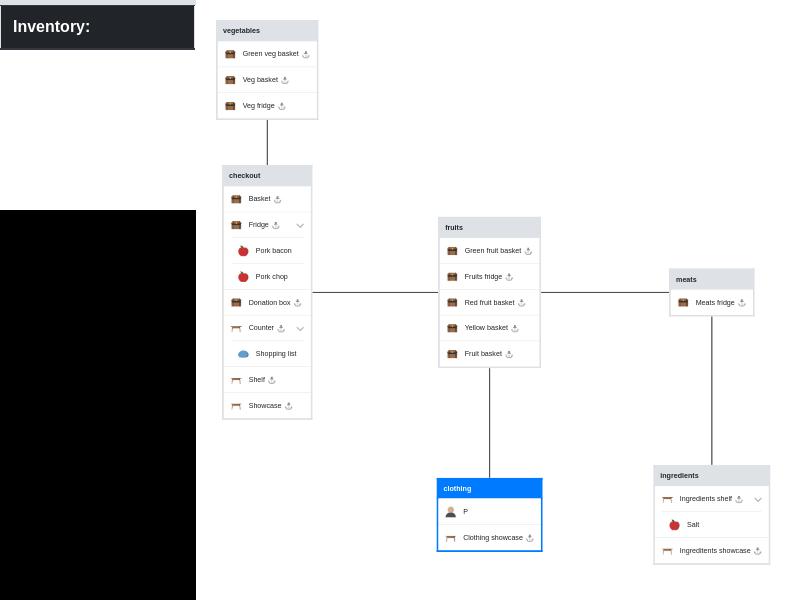 Inventory:
vegetables
Green veg basket
Veg basket
Veg fridge
checkout
Basket
Fridge
Pork bacon
Pork chop
Donation box
Counter
Shopping list
Shelf
Showcase
fruits
Green fruit basket
Fruits fridge
Red fruit basket
Yellow basket
Fruit basket
meats
Meats fridge
clothing
P
Clothing showcase
ingredients
Ingredients shelf
Salt
Ingreditents showcase